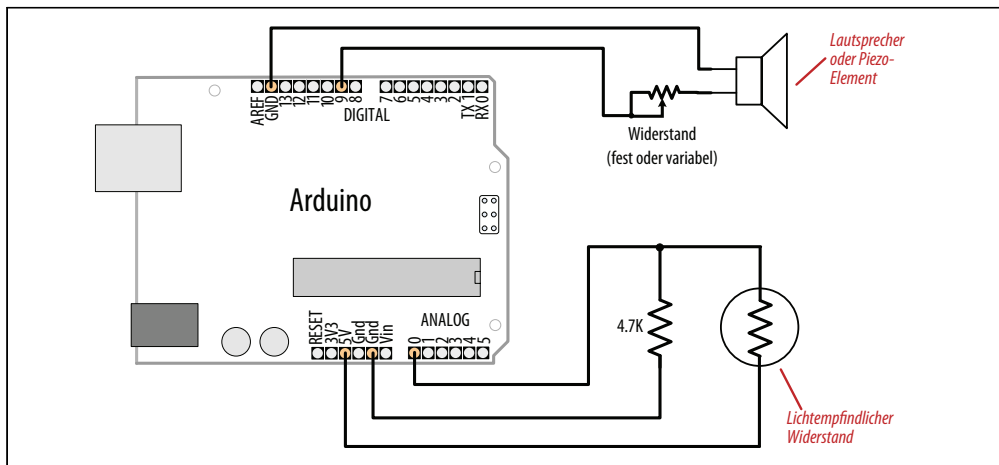 Lautsprecher
oder Piezo-
Element
AREF
GND
13
12
11
10
9
8
7
6
5
4
3
2
TX 1
RX 0
DIGITAL
Widerstand
(fest oder variabel)
Arduino
RESET
3V3
5V
Gnd
Gnd
Vin
ANALOG
0
1
2
3
4
5
4.7K
Lichtempfindlicher
Widerstand